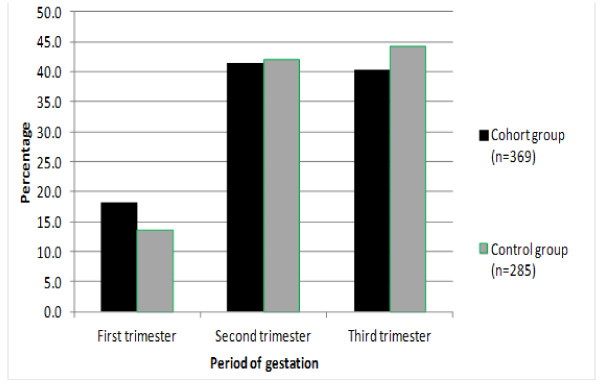 50.0
45.0
40.0
35.0
30.0
25.0
20.0
15.0
10.0
5.0
0.0
Percentage
First trimester
Second trimester
Third trimester
Period of gestation
Cohort group
(n=369)
Control group
(n=285)